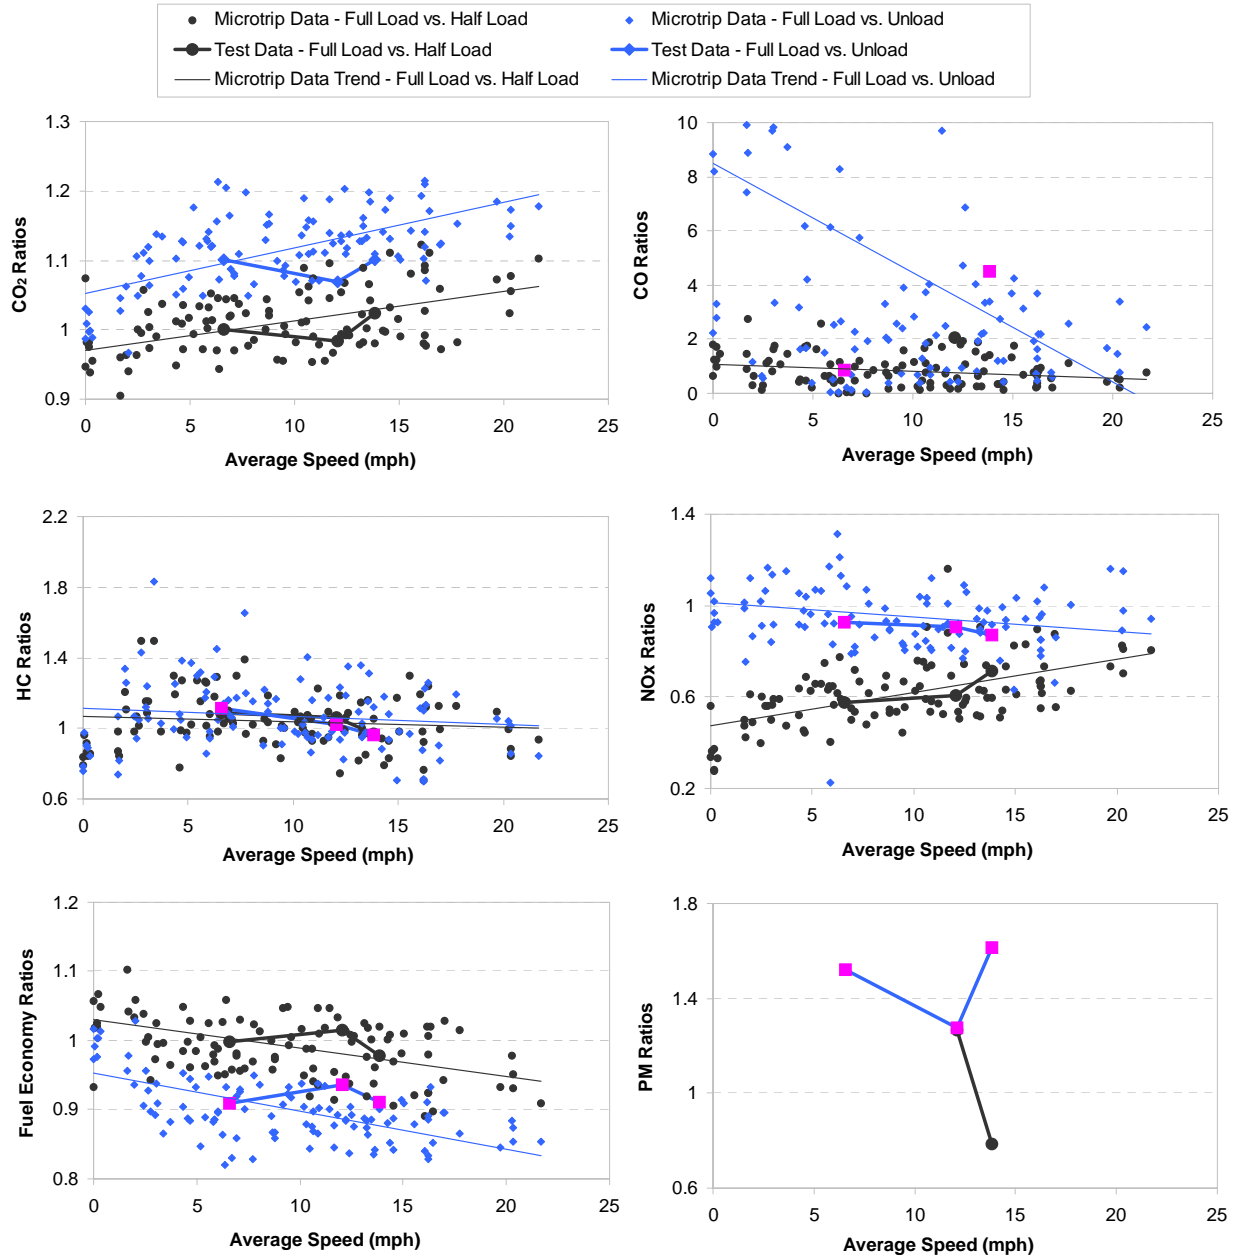 Microtrip Data - Full Load vs. Half Load
Microtrip Data - Full Load vs. Unload
Test Data - Full Load vs. Half Load
Test Data - Full Load vs. Unload
Microtrip Data Trend - Full Load vs. Half Load
Microtrip Data Trend - Full Load vs. Unload
CO₂ Ratios
1.3
1.2
1.1
1
0.9
0 5 10 15 20 25
Average Speed (mph)
CO Ratios
10
8
6
4
2
0
0 5 10 15 20 25
Average Speed (mph)
HC Ratios
2.2
1.8
1.4
1
0.6
0 5 10 15 20 25
Average Speed (mph)
NOx Ratios
1.4
1
0.6
0.2
0 5 10 15 20 25
Average Speed (mph)
Fuel Economy Ratios
1.2
1.1
1
0.9
0.8
0 5 10 15 20 25
Average Speed (mph)
PM Ratios
1.8
1.4
1
0.6
0 5 10 15 20 25
Average Speed (mph)